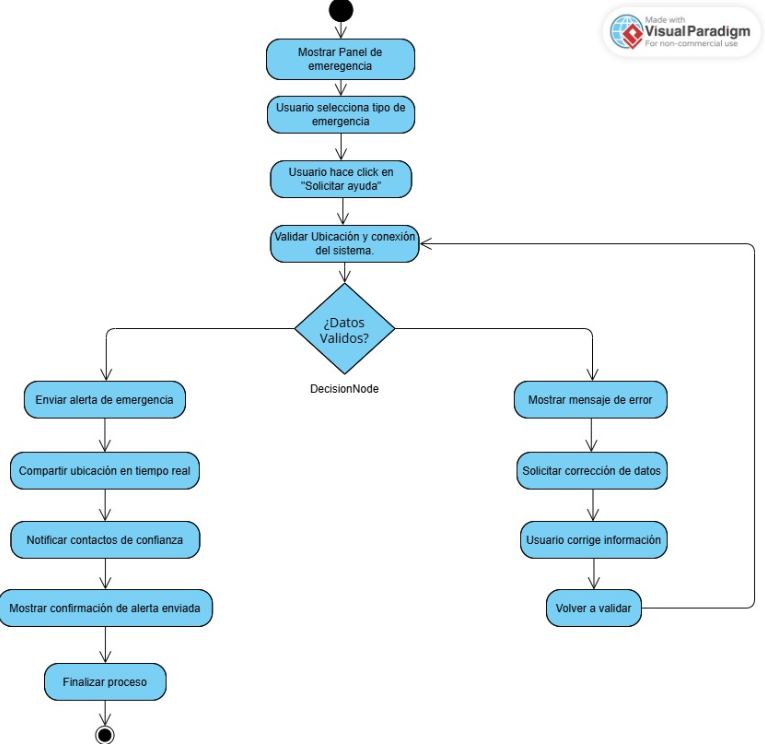 Made with
Visual Paradigm
For non-commercial use
Mostrar Panel de
emeregencia
Usuario selecciona tipo de
emergencia
Usuario hace click en
"Solicitar ayuda"
Validar Ubicación y conexión
del sistema.
¿Datos
Validos?
DecisionNode
Enviar alerta de emergencia
Compartir ubicación en tiempo real
Notificar contactos de confianza
Mostrar confirmación de alerta enviada
Finalizar proceso
Mostrar mensaje de error
Solicitar corrección de datos
Usuario corrige información
Volver a validar